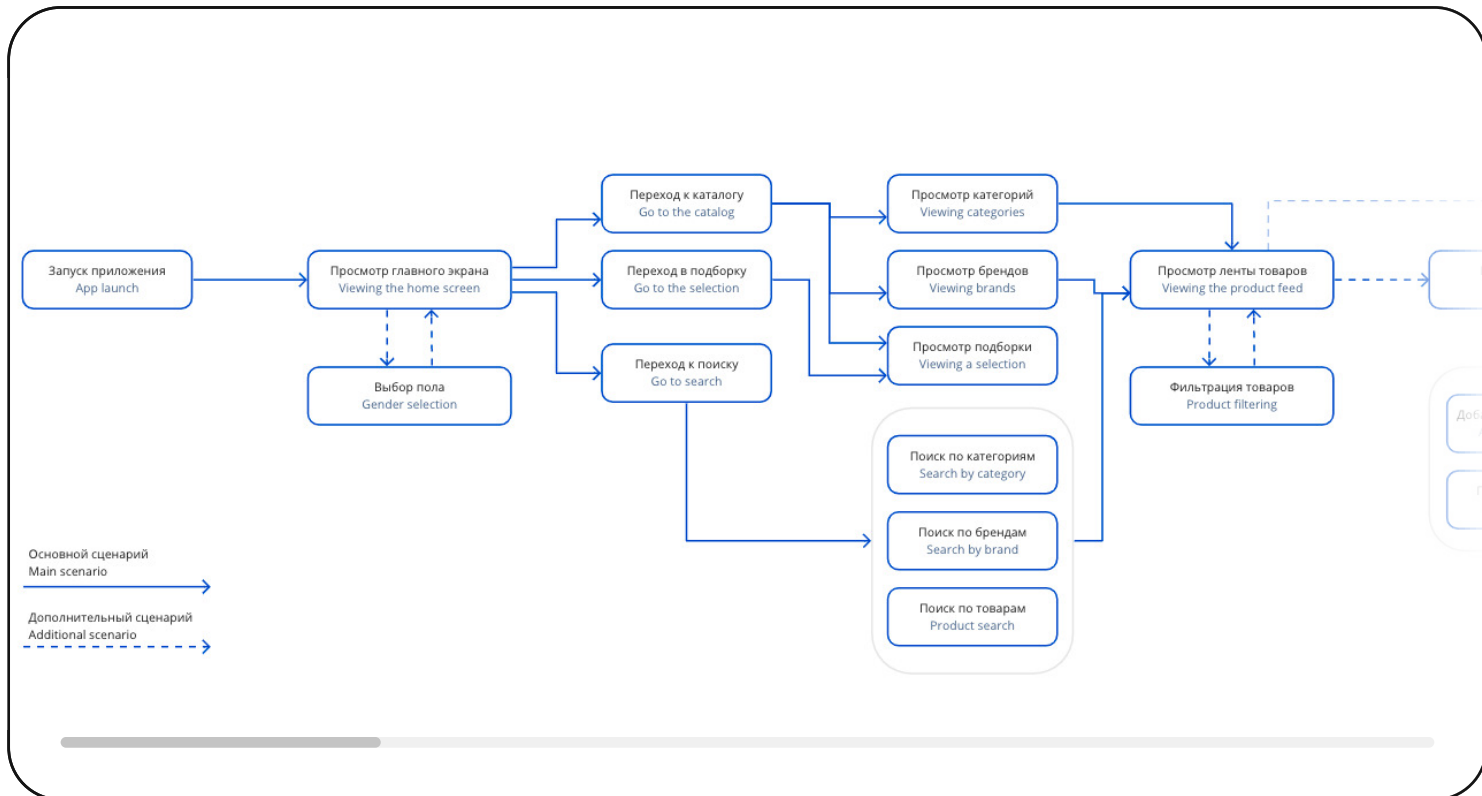 Запуск приложения
App launch
Просмотр главного экрана
Viewing the home screen
Выбор пола
Gender selection
Переход к каталогу
Go to the catalog
Переход в подборку
Go to the selection
Переход к поиску
Go to search
Просмотр категорий
Viewing categories
Просмотр брендов
Viewing brands
Просмотр подборки
Viewing a selection
Поиск по категориям
Search by category
Поиск по брендам
Search by brand
Поиск по товарам
Product search
Просмотр ленты товаров
Viewing the product feed
Фильтрация товаров
Product filtering
Основной сценарий
Main scenario
Дополнительный сценарий
Additional scenario